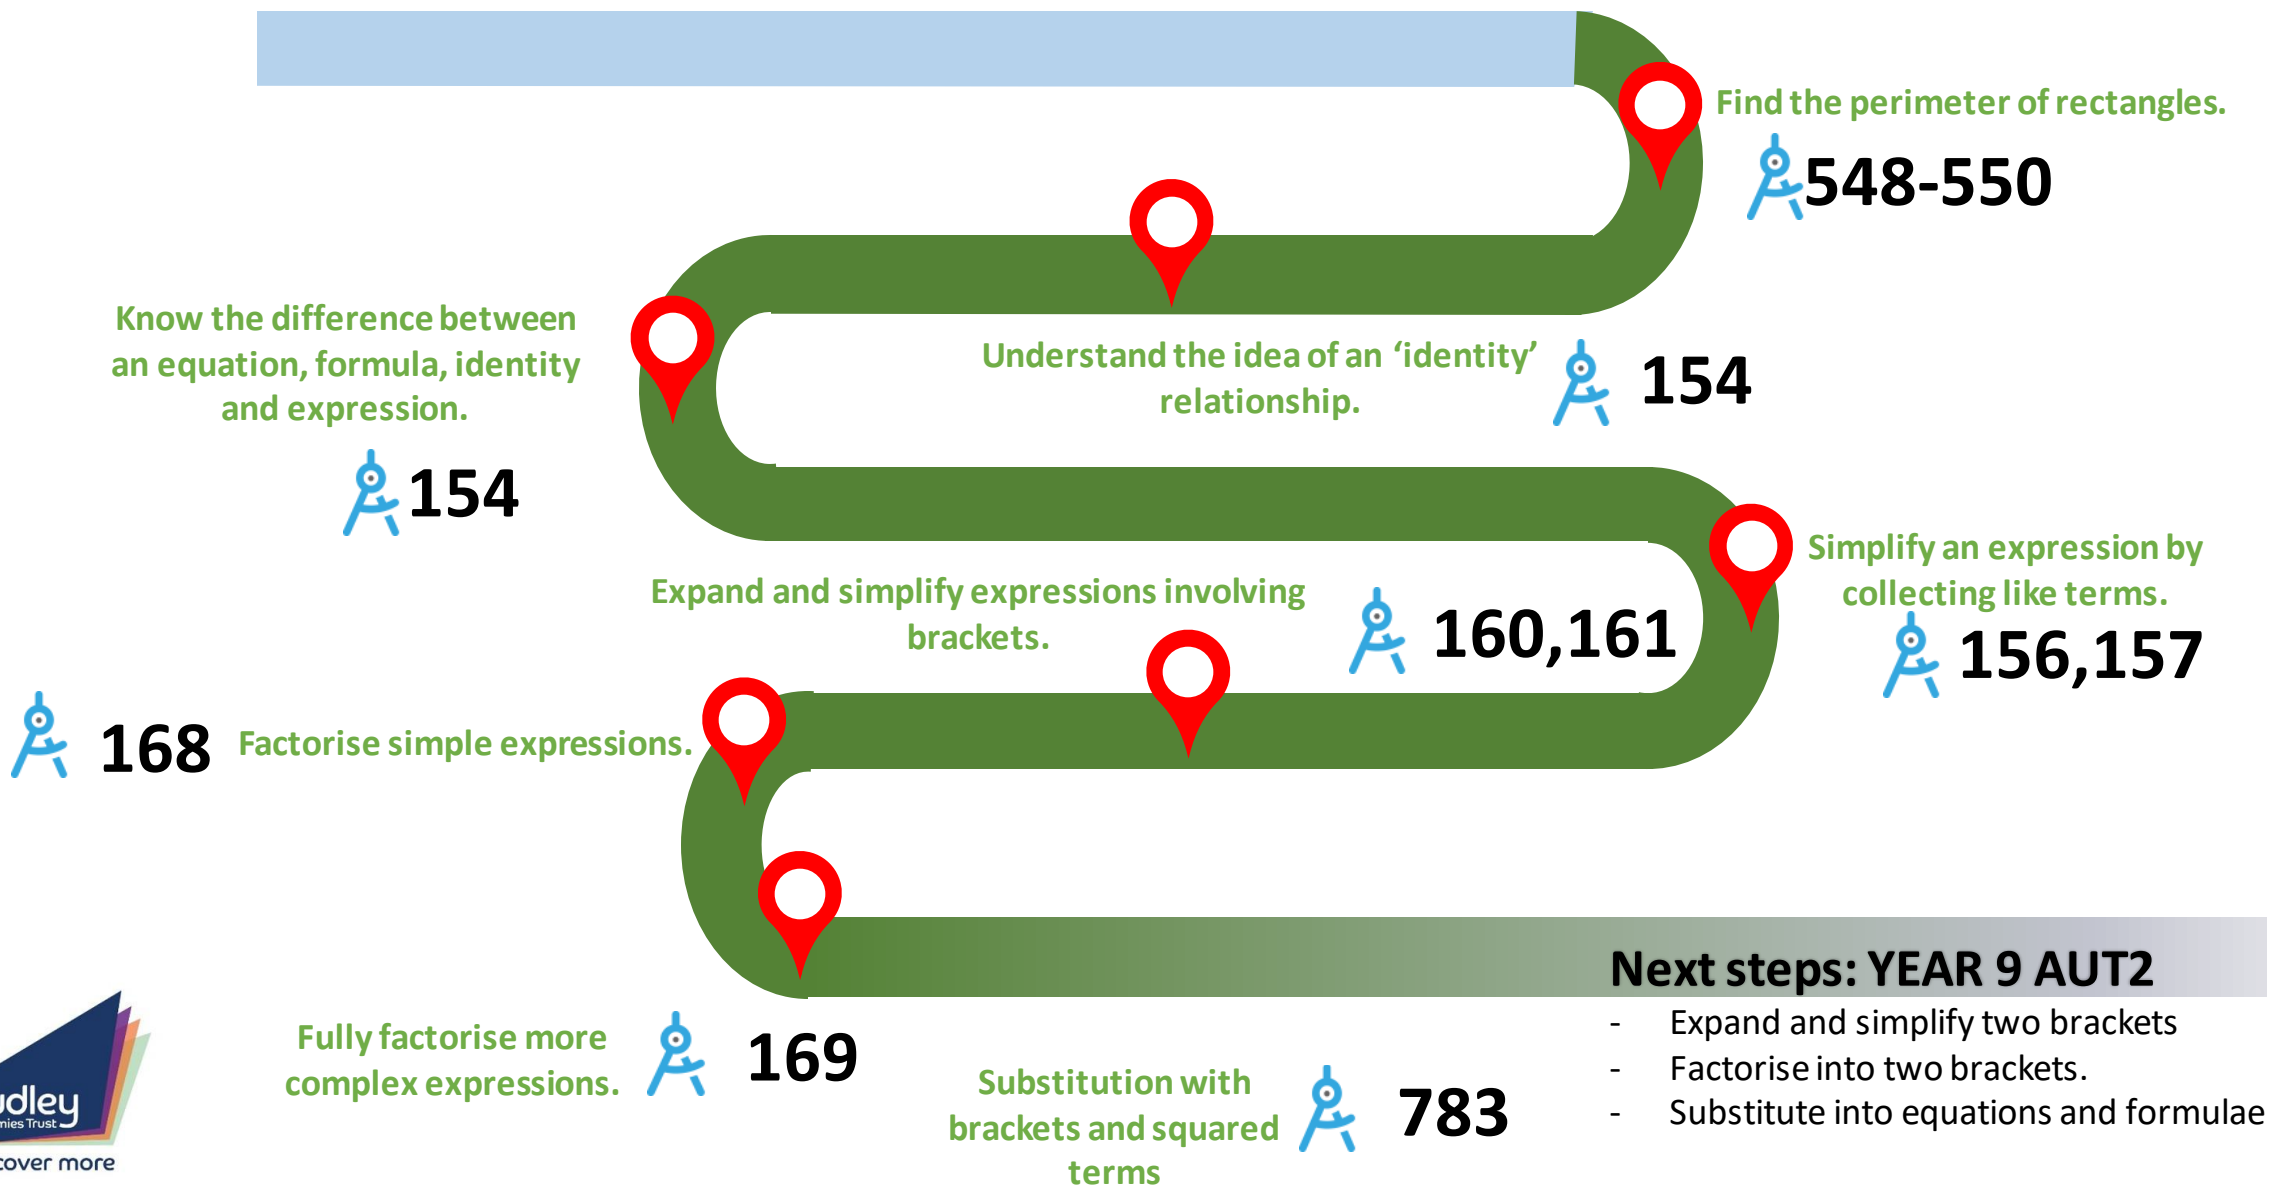 Find the perimeter of rectangles.
548-550
Know the difference between
an equation, formula, identity
and expression.
154
Understand the idea of an ‘identity’
relationship.
154
Simplify an expression by
collecting like terms.
156,157
Expand and simplify expressions involving
brackets.
160,161
168
Factorise simple expressions.
Fully factorise more
complex expressions.
169
Substitution with
brackets and squared
terms
783
Next steps: YEAR 9 AUT2
- Expand and simplify two brackets
- Factorise into two brackets.
- Substitute into equations and formulae
Trust
more